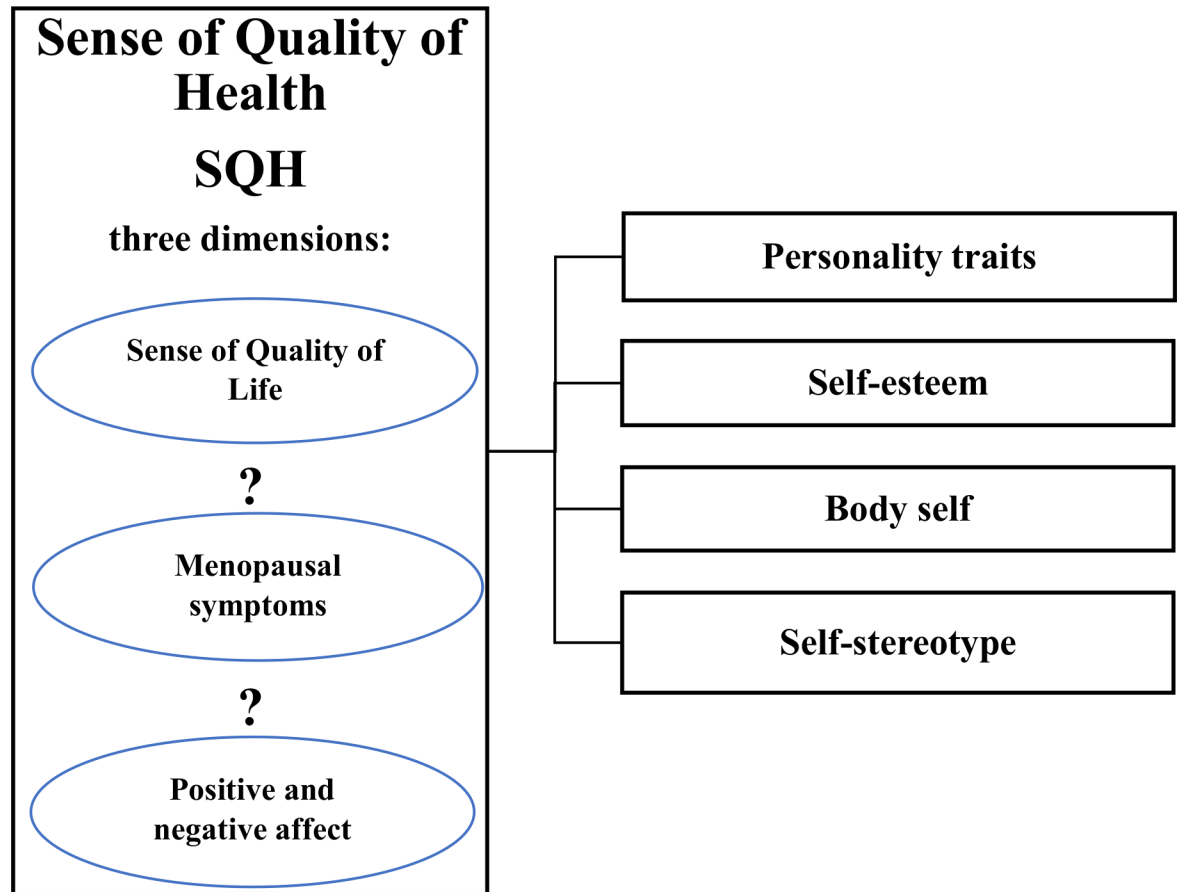 Sense of Quality of
Health
SQH
three dimensions:
Sense of Quality of
Life
?
Menopausal
symptoms
?
Positive and
negative affect
Personality traits
Self-esteem
Body self
Self-stereotype